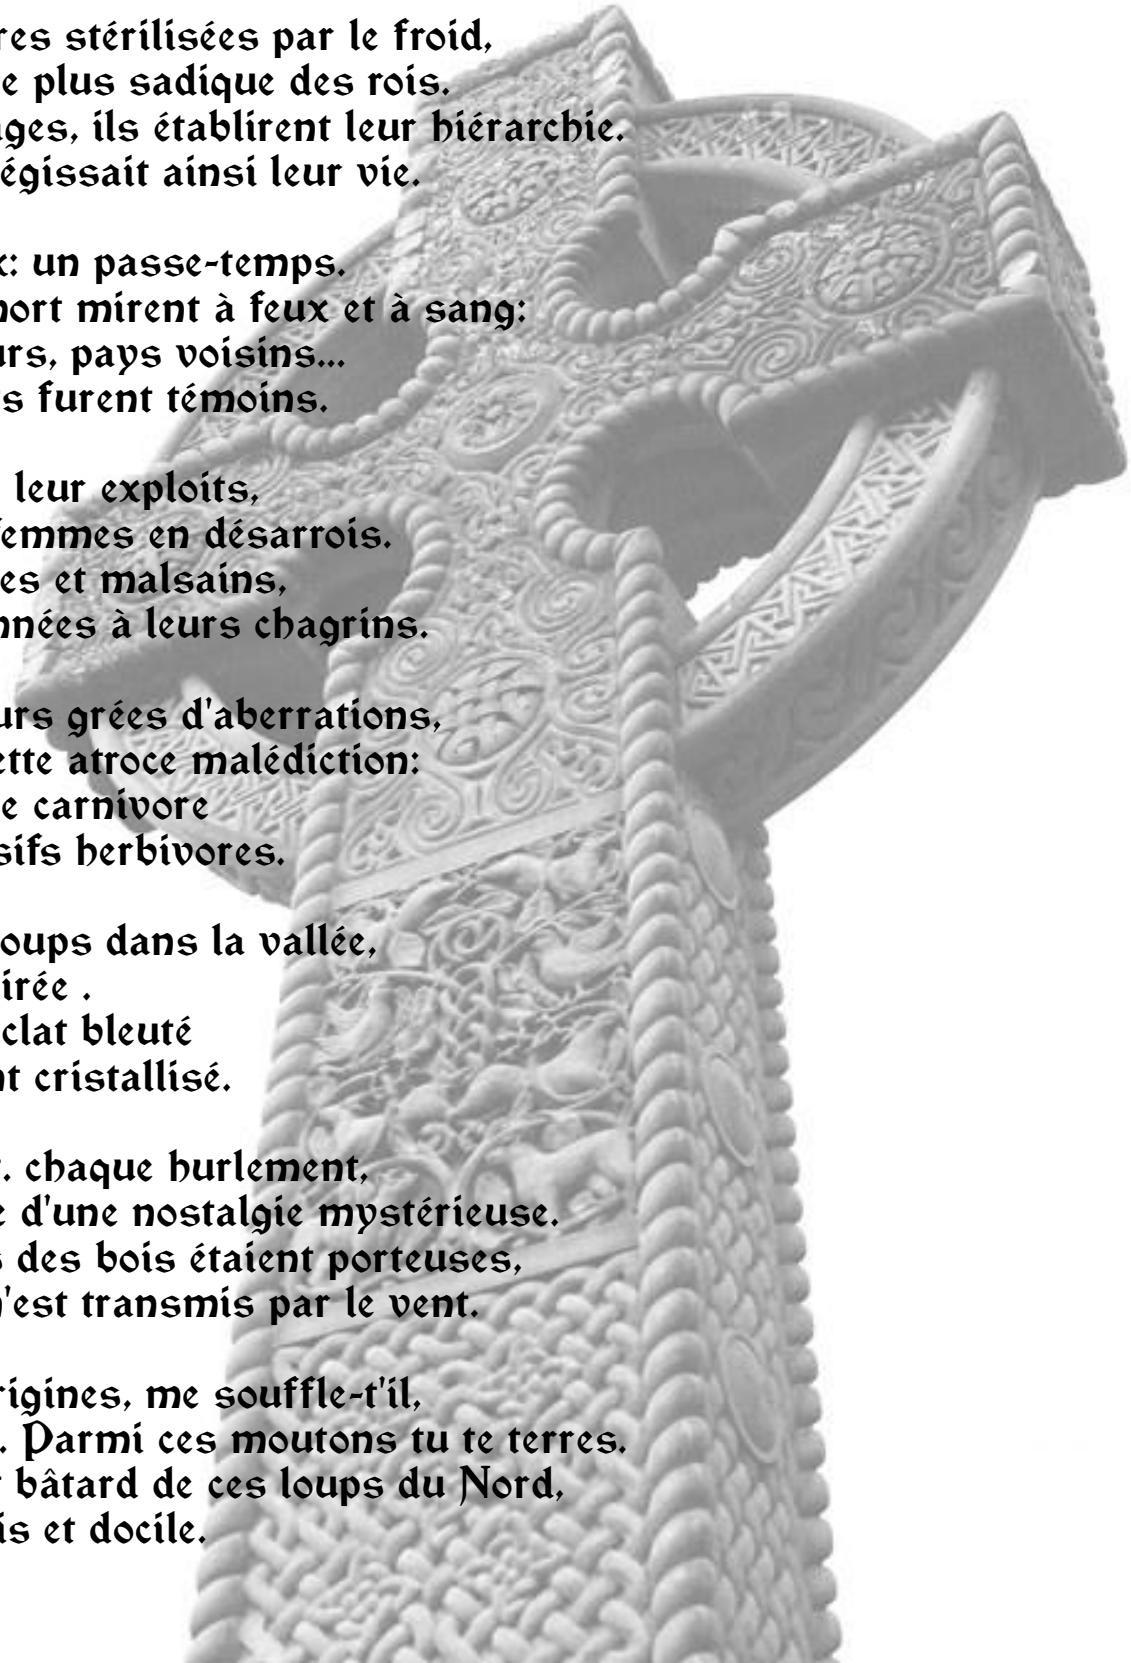 res stérilisées par le froid,
e plus sadique des rois.
ages, ils établirent leur hiérarchie.
égissait ainsi leur vie.

x: un passe-temps.
mort mirent à feux et à sang:
urs, pays voisins...
s furent témoins.

leur exploits,
femmes en désarrois.
es et malsains,
nnées à leurs chagrins.

urs grées d'aberrations,
ette atroce malédiction:
e carnivore
sifs herbivores.

oups dans la vallée,
irée .
clat bleuté
nt cristallisé.

. chaque hurlement,
e d'une nostalgie mystérieuse.
s des bois étaient porteuses,
n'est transmis par le vent.

rigines, me souffle-t'il,
. Parmi ces moutons tu te terres.
r bâtard de ces loups du Nord,
is et docile.